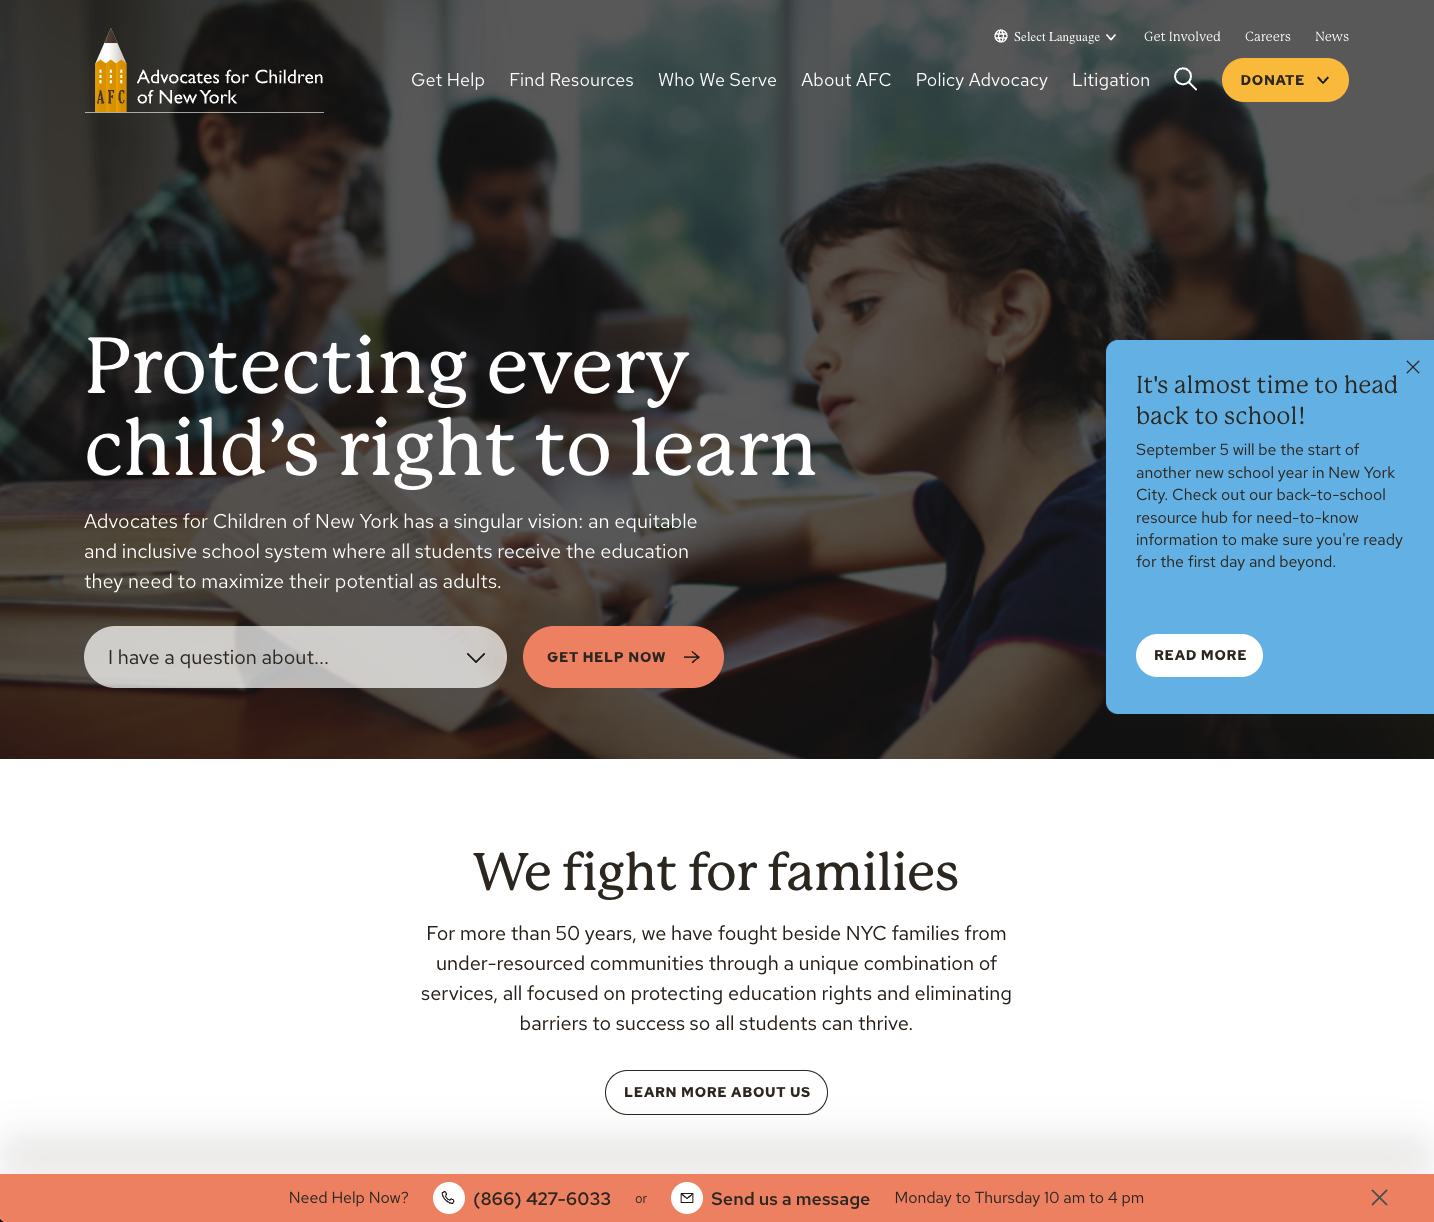 Select Language
Get Involved
Careers
News
AFC
Advocates for Children
of New York
Get Help
Find Resources
Who We Serve
About AFC
Policy Advocacy
Litigation
DONATE
Protecting every
child’s right to learn
Advocates for Children of New York has a singular vision: an equitable
and inclusive school system where all students receive the education
they need to maximize their potential as adults.
I have a question about...
GET HELP NOW
It's almost time to head
back to school!
September 5 will be the start of
another new school year in New York
City. Check out our back-to-school
resource hub for need-to-know
information to make sure you're ready
for the first day and beyond.
READ MORE
We fight for families
For more than 50 years, we have fought beside NYC families from
under-resourced communities through a unique combination of
services, all focused on protecting education rights and eliminating
barriers to success so all students can thrive.
LEARN MORE ABOUT US
Need Help Now?
(866) 427-6033
or
Send us a message
Monday to Thursday 10 am to 4 pm